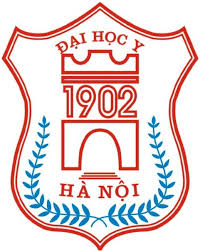 ĐẠI HỌC Y
1902
HÀ NỘI